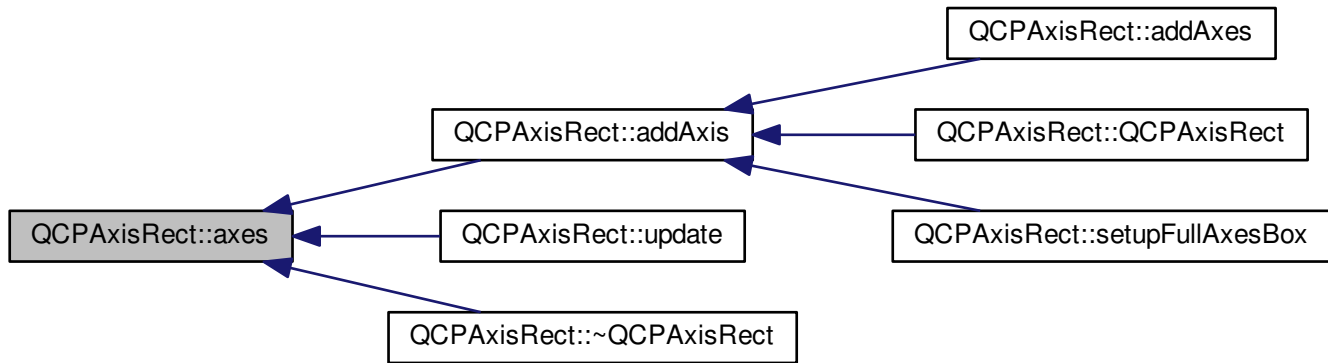 QCPAxisRect::addAxes
QCPAxisRect::addAxis
QCPAxisRect::QCPAxisRect
QCPAxisRect::axes
QCPAxisRect::update
QCPAxisRect::setupFullAxesBox
QCPAxisRect::~QCPAxisRect